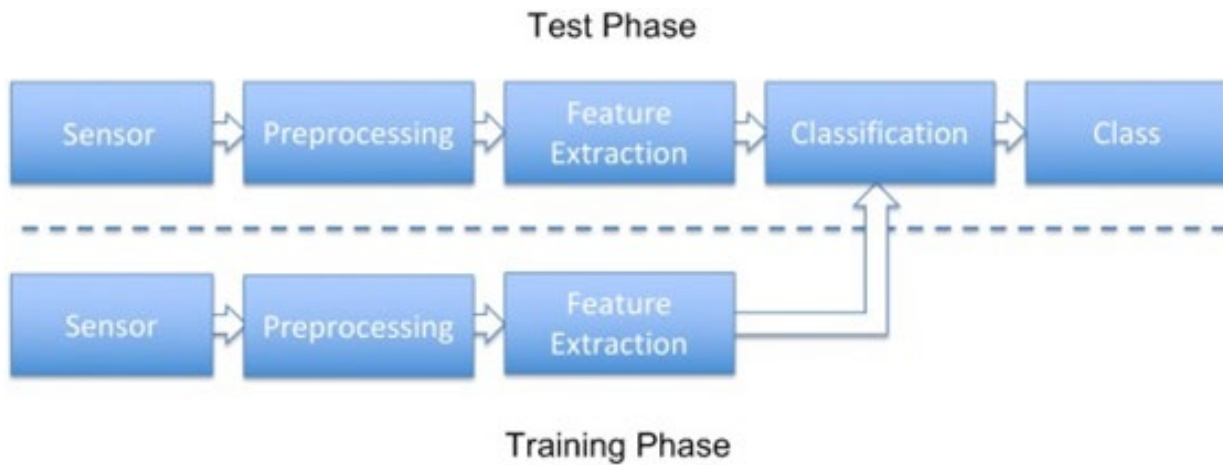 Test Phase
Sensor
Preprocessing
Feature
Extraction
Classification
Class
Sensor
Preprocessing
Feature
Extraction
Training Phase